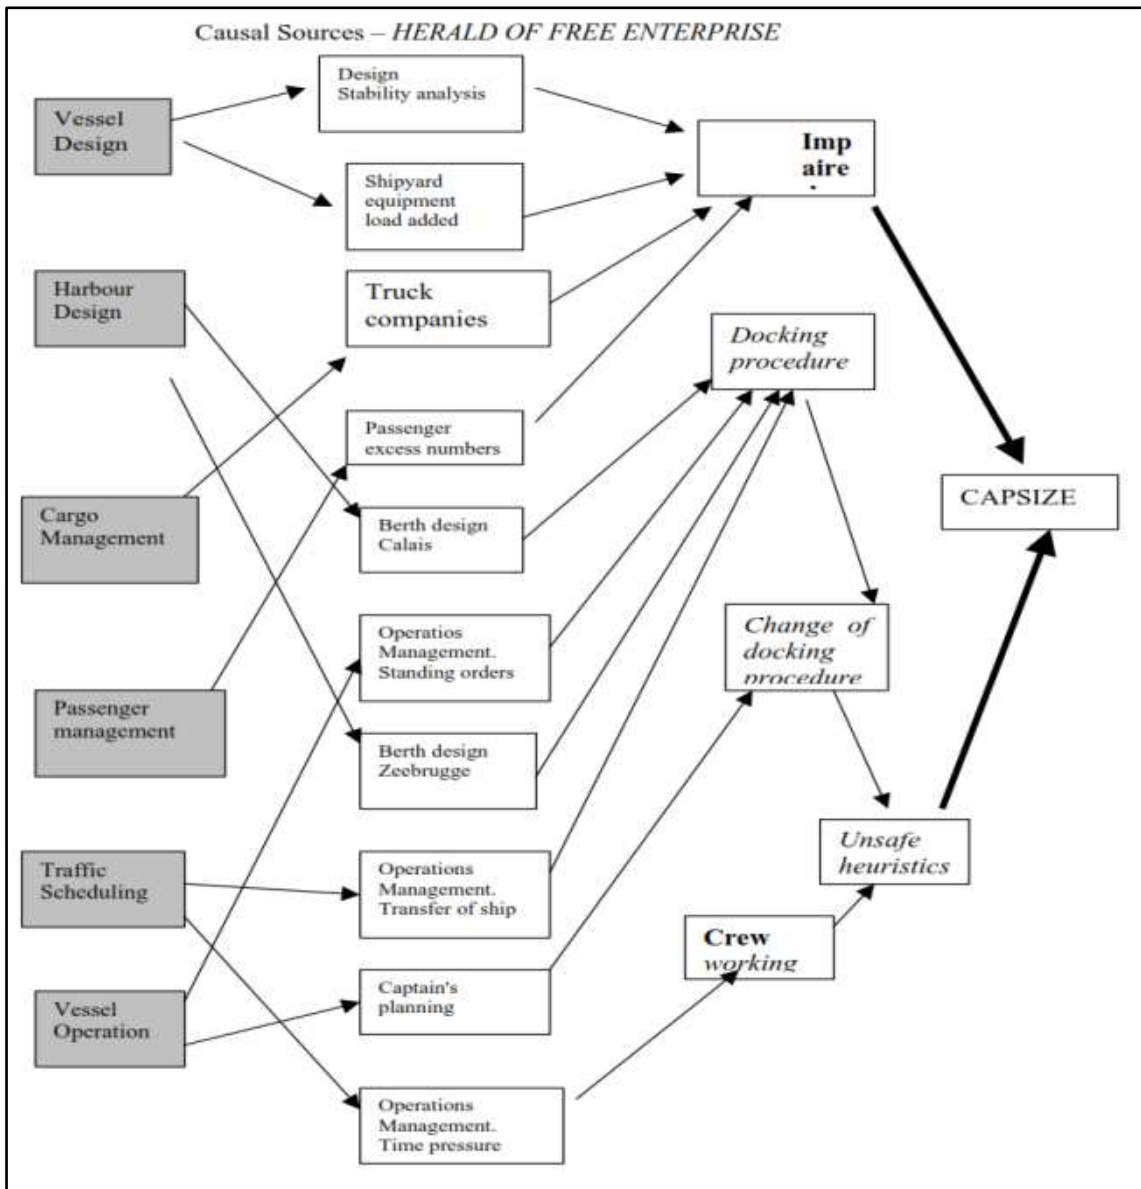 Causal Sources – HERALD OF FREE ENTERPRISE
Vessel
Design
Design
Stability analysis
Shipyard
equipment
load added
Imp
aire
Harbour
Design
Truck
companies
Docking
procedure
Passenger
excess numbers
Cargo
Management
Berth design
Calais
CAPSIZE
Operatios
Management.
Standing orders
Change of
docking
procedure
Passenger
management
Berth design
Zeebrugge
Unsafe
heuristics
Traffic
Scheduling
Operations
Management.
Transfer of ship
Crew
working
Vessel
Operation
Captain's
planning
Operations
Management.
Time pressure